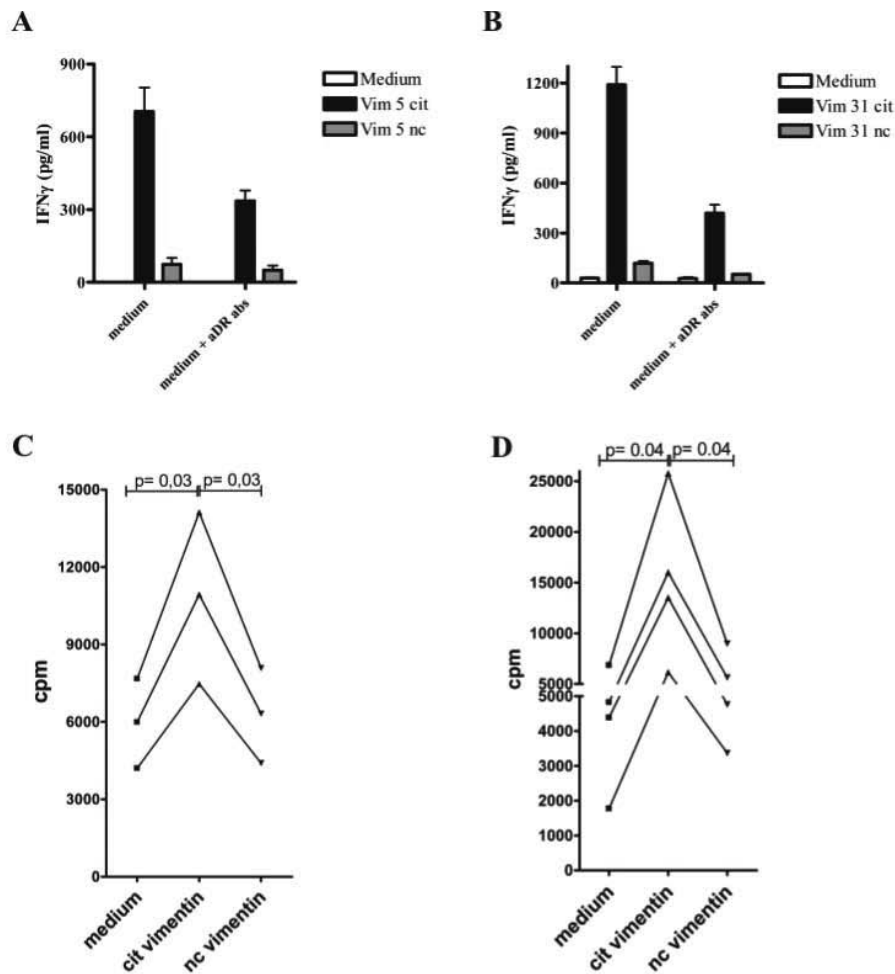 A
900
600
300
0
IFNγ (pg/ml)
Medium
Vim 5 cit
Vim 5 nc
medium
medium + aDR abs
B
1200
900
600
300
0
IFNγ (pg/ml)
Medium
Vim 31 cit
Vim 31 nc
medium
medium + aDR abs
C
p= 0,03 p= 0,03
15000
12000
9000
6000
3000
0
cpm
medium
cit vimentin
nc vimentin
D
p= 0.04 p= 0.04
25000
20000
15000
10000
5000
5000
4000
3000
2000
1000
0
cpm
medium
cit vimentin
nc vimentin